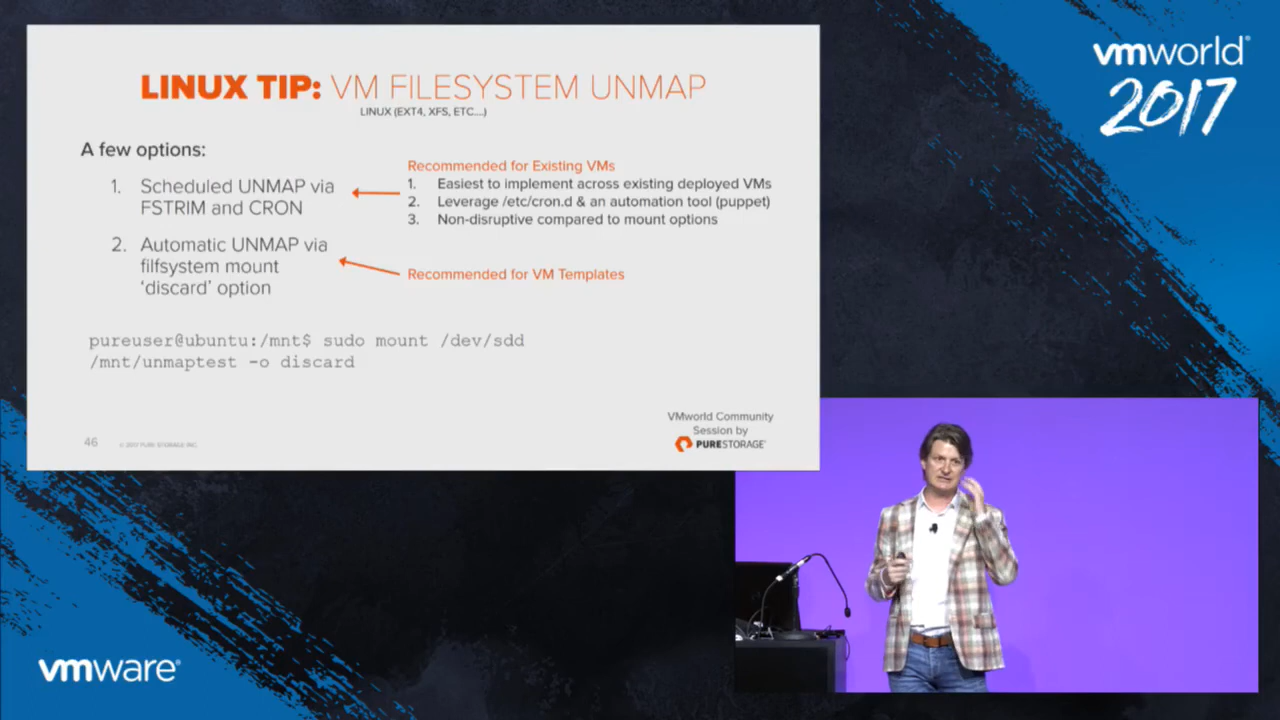 LINUX TIP: VM FILESYSTEM UNMAP
LINUX (EXT4, XFS, ETC....)
A few options:
1. Scheduled UNMAP via
FSTRIM and CRON
2. Automatic UNMAP via
filfsystem mount
‘discard’ option
Recommended for Existing VMs
1. Easiest to implement across existing deployed VMs
2. Leverage /etc/cron.d & an automation tool (puppet)
3. Non-disruptive compared to mount options
Recommended for VM Templates
pureuser@ubuntu:/mnt$ sudo mount /dev/sdd
/mnt/unmaptest -o discard
46
© 2017 PURE STORAGE INC.
VMworld Community
Session by
PURESTORAGE®
vmworld®
2017
vmware®